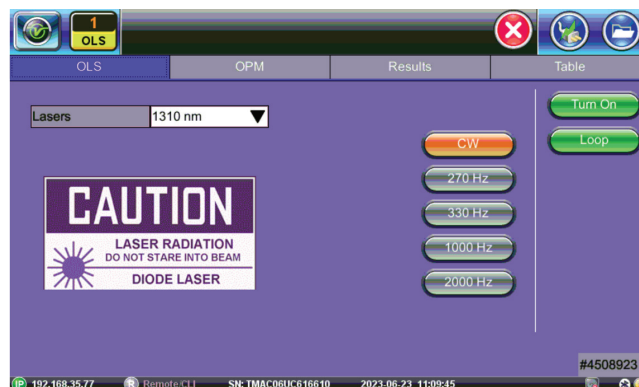 1
OLS
OLS OPM Results Table
Lasers 1310 nm
Turn On
Loop
CW
270 Hz
330 Hz
1000 Hz
2000 Hz
CAUTION
LASER RADIATION
DO NOT STARE INTO BEAM
DIODE LASER
#4508923
IP 192.168.35.77 R Remote/CLI SN: TMAC06UC616610 2023-06-23 11:09:45